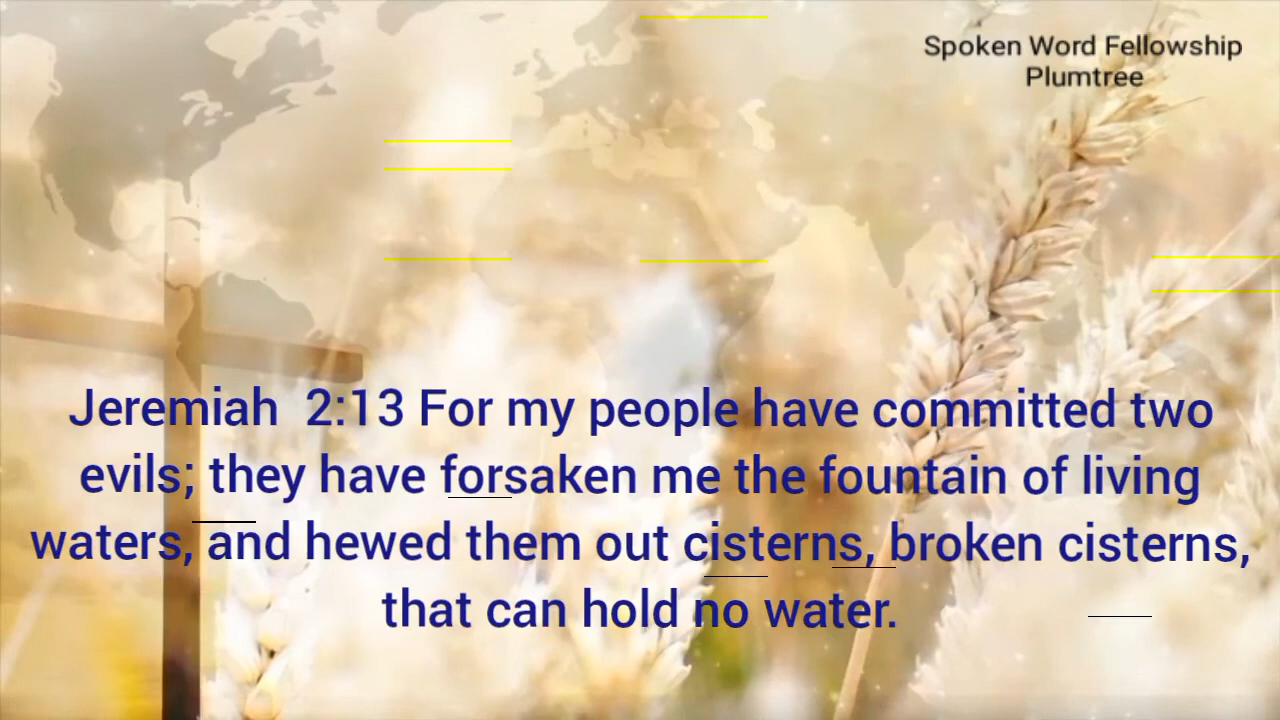 Spoken Word Fellowship
Plumtree
Jeremiah  2:13 For my people have committed two
evils; they have forsaken me the fountain of living
waters, and hewed them out cisterns, broken cisterns,
that can hold no water.